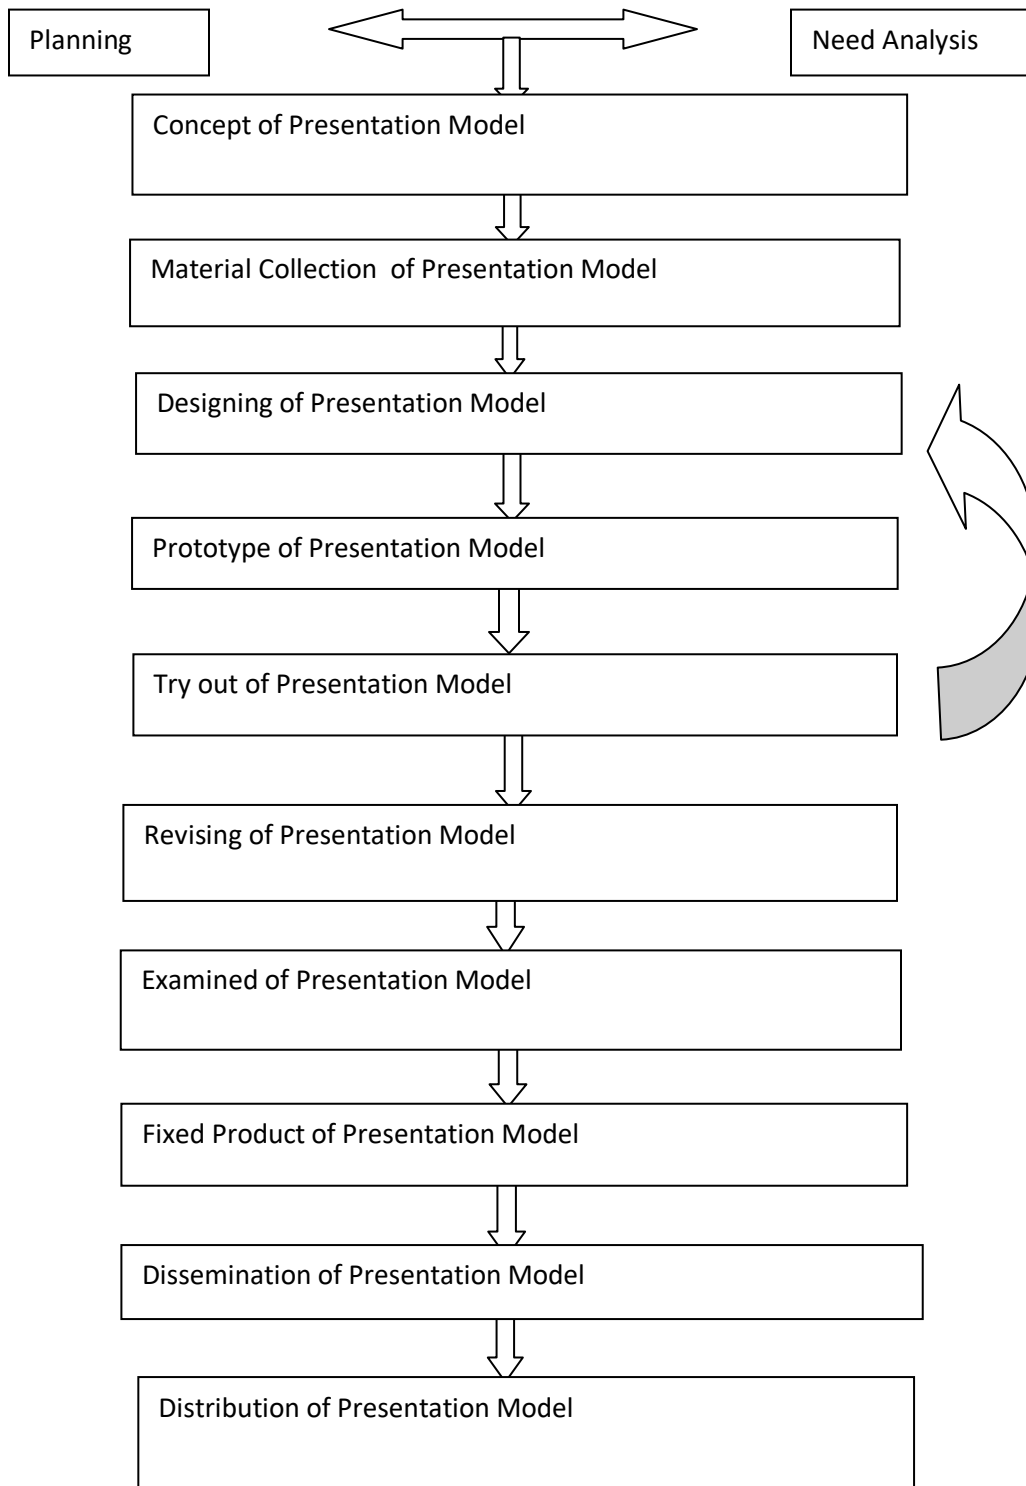 Planning
Need Analysis
Concept of Presentation Model
Material Collection  of Presentation Model
Designing of Presentation Model
Prototype of Presentation Model
Try out of Presentation Model
Revising of Presentation Model
Examined of Presentation Model
Fixed Product of Presentation Model
Dissemination of Presentation Model
Distribution of Presentation Model